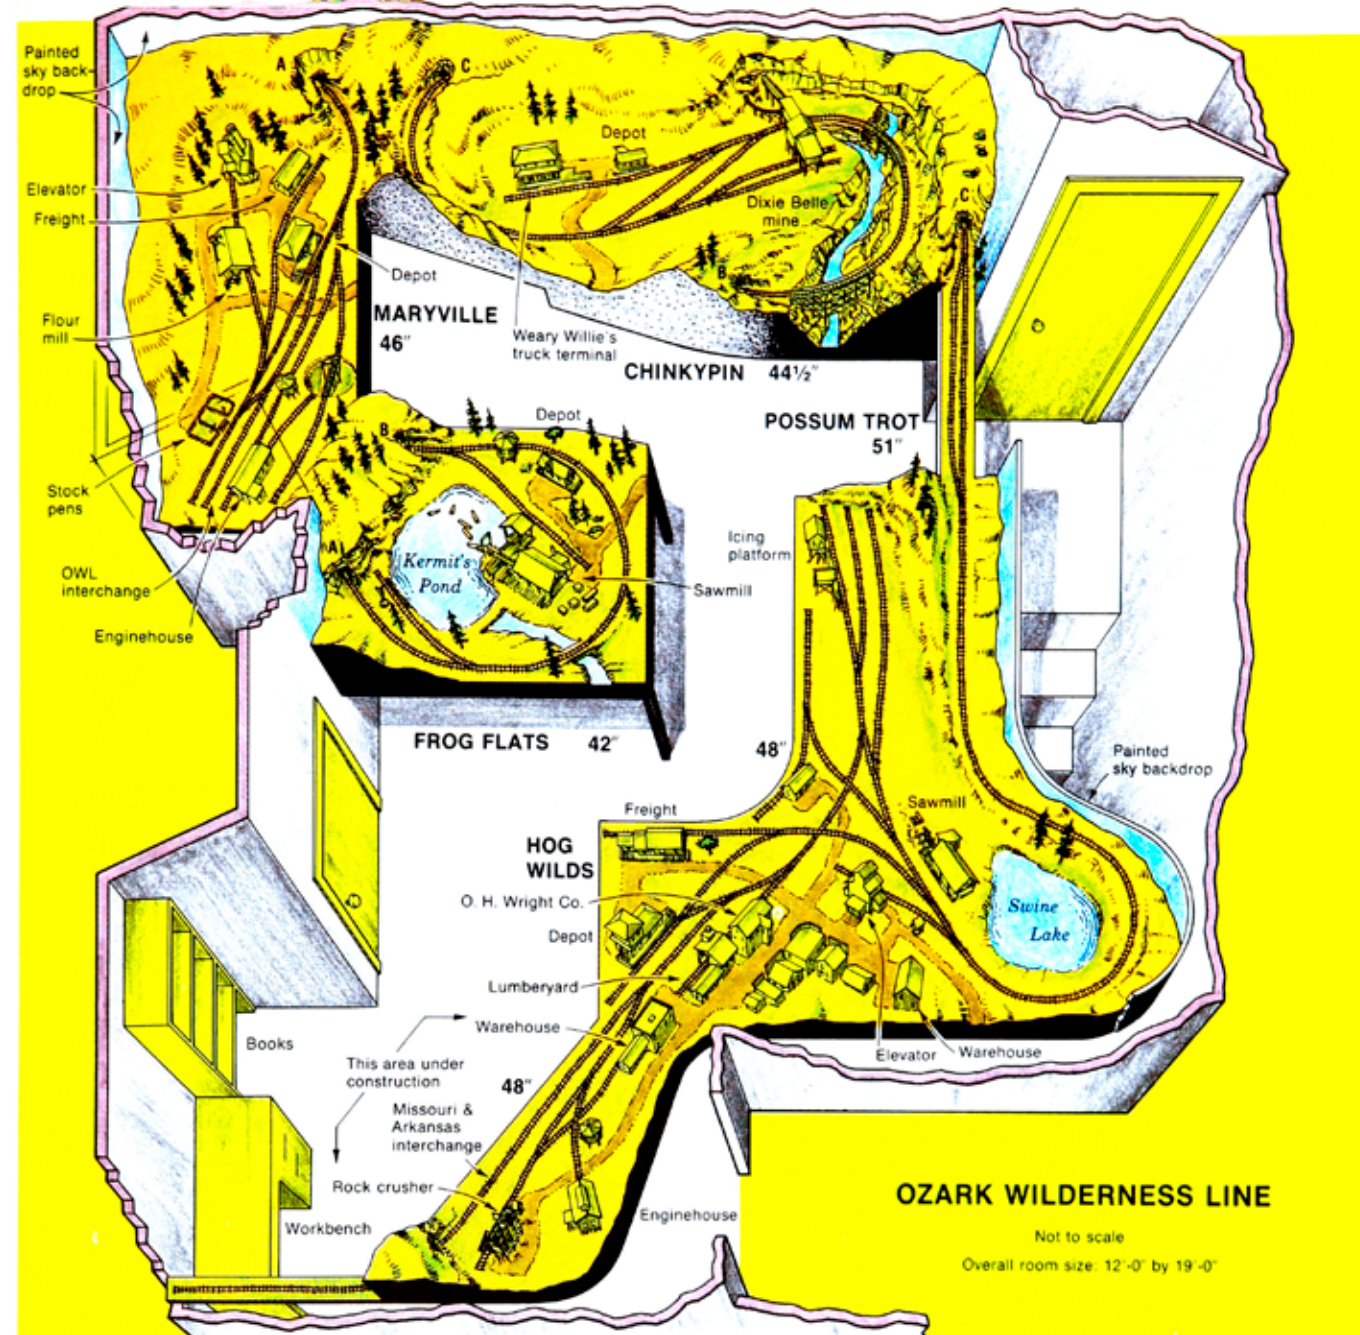 Painted
sky back-
drop
A
C
Depot
Elevator
Freight
Dixie Belle
mine
C
B
Depot
MARYVILLE
46"
Flour
mill
Weary Willie's
truck terminal
CHINKYPIN 44½"
Depot
POSSUM TROT
51"
B
Stock
pens
Icing
platform
A
Kermit's
Pond
OWL
interchange
Sawmill
Enginehouse
FROG FLATS 42"
48"
Painted
sky backdrop
Freight
Sawmill
HOG
WILDS
O. H. Wright Co.
Depot
Swine
Lake
Lumberyard
Warehouse
Books
Elevator
Warehouse
This area under
construction
48"
Missouri &
Arkansas
interchange
Rock crusher
Workbench
Enginehouse
OZARK WILDERNESS LINE
Not to scale
Overall room size: 12'-0" by 19'-0"